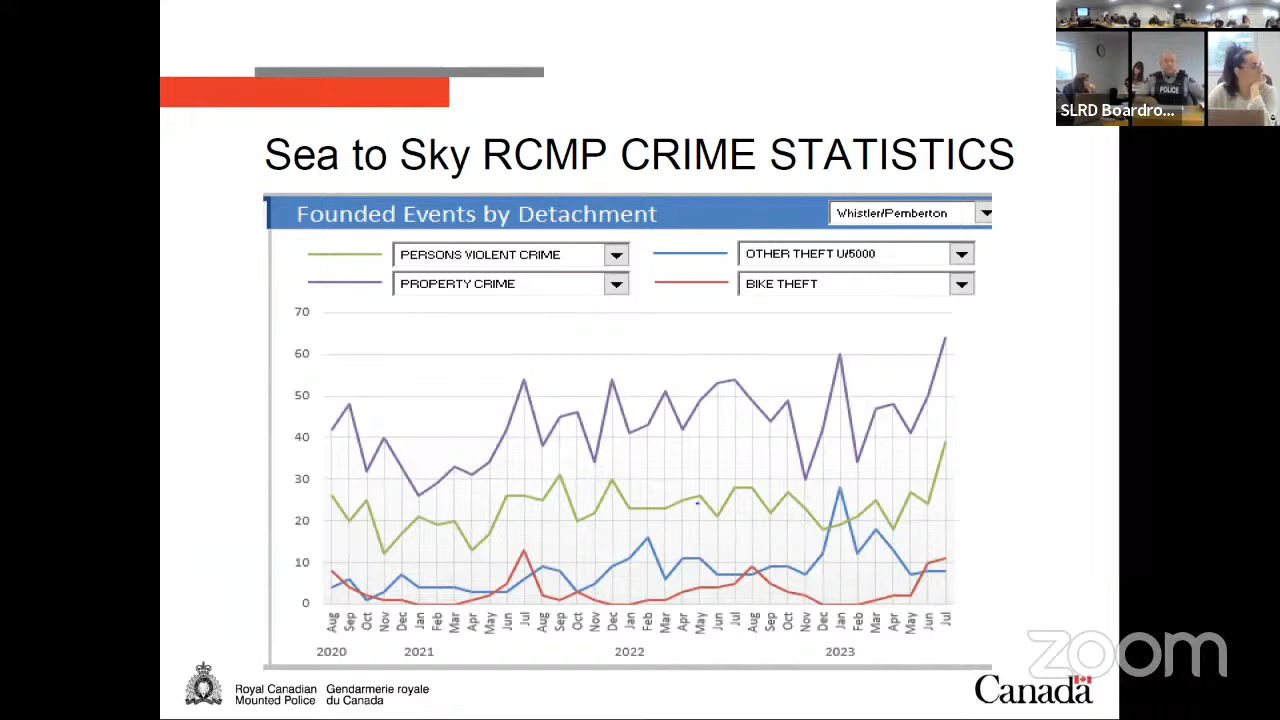 POLICE
SLRD Boardro...
Sea to Sky RCMP CRIME STATISTICS
Founded Events by Detachment
Whistler/Pemberton
PERSONS VIOLENT CRIME
OTHER THEFT U/5000
PROPERTY CRIME
BIKE THEFT
70
60
50
40
30
20
10
0
Aug Sep Oct Nov Dec Jan Feb Mar Apr May Jun Jul Aug Sep Oct Nov Dec Jan Feb Mar Apr May Jun Jul Aug Sep Oct Nov Dec Jan Feb Mar Apr May Jun Jul
2020 2021 2022 2023
zoom
Royal Canadian Gendarmerie royale
Mounted Police du Canada
Canada